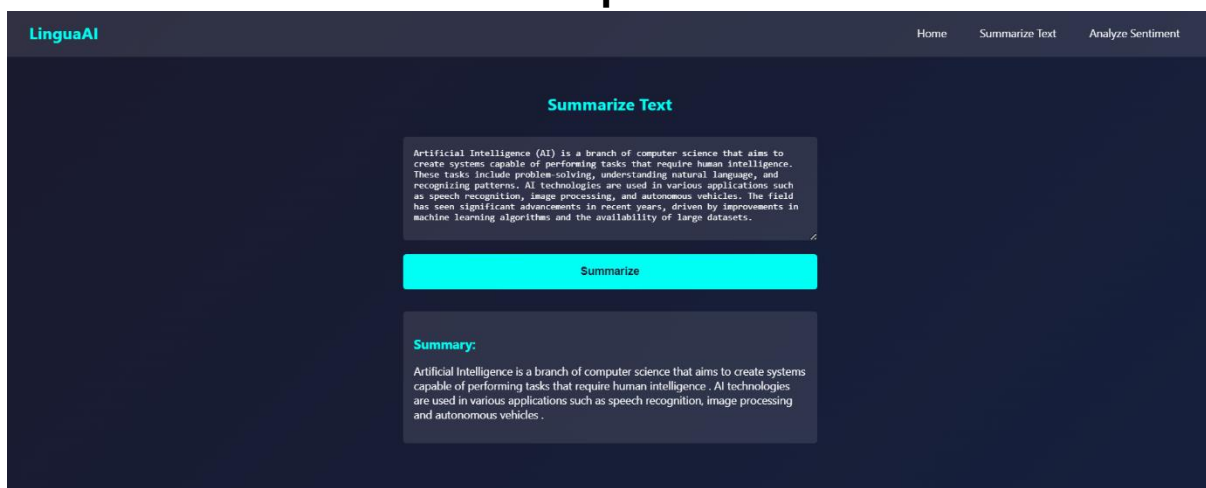 LinguaAI
Home Summarize Text Analyze Sentiment
Summarize Text
Artificial Intelligence (AI) is a branch of computer science that aims to
create systems capable of performing tasks that require human intelligence.
These tasks include problem-solving, understanding natural language, and
recognizing patterns. AI technologies are used in various applications such
as speech recognition, image processing, and autonomous vehicles. The field
has seen significant advancements in recent years, driven by improvements in
machine learning algorithms and the availability of large datasets.
Summarize
Summary:
Artificial Intelligence is a branch of computer science that aims to create systems
capable of performing tasks that require human intelligence . AI technologies
are used in various applications such as speech recognition, image processing
and autonomous vehicles .